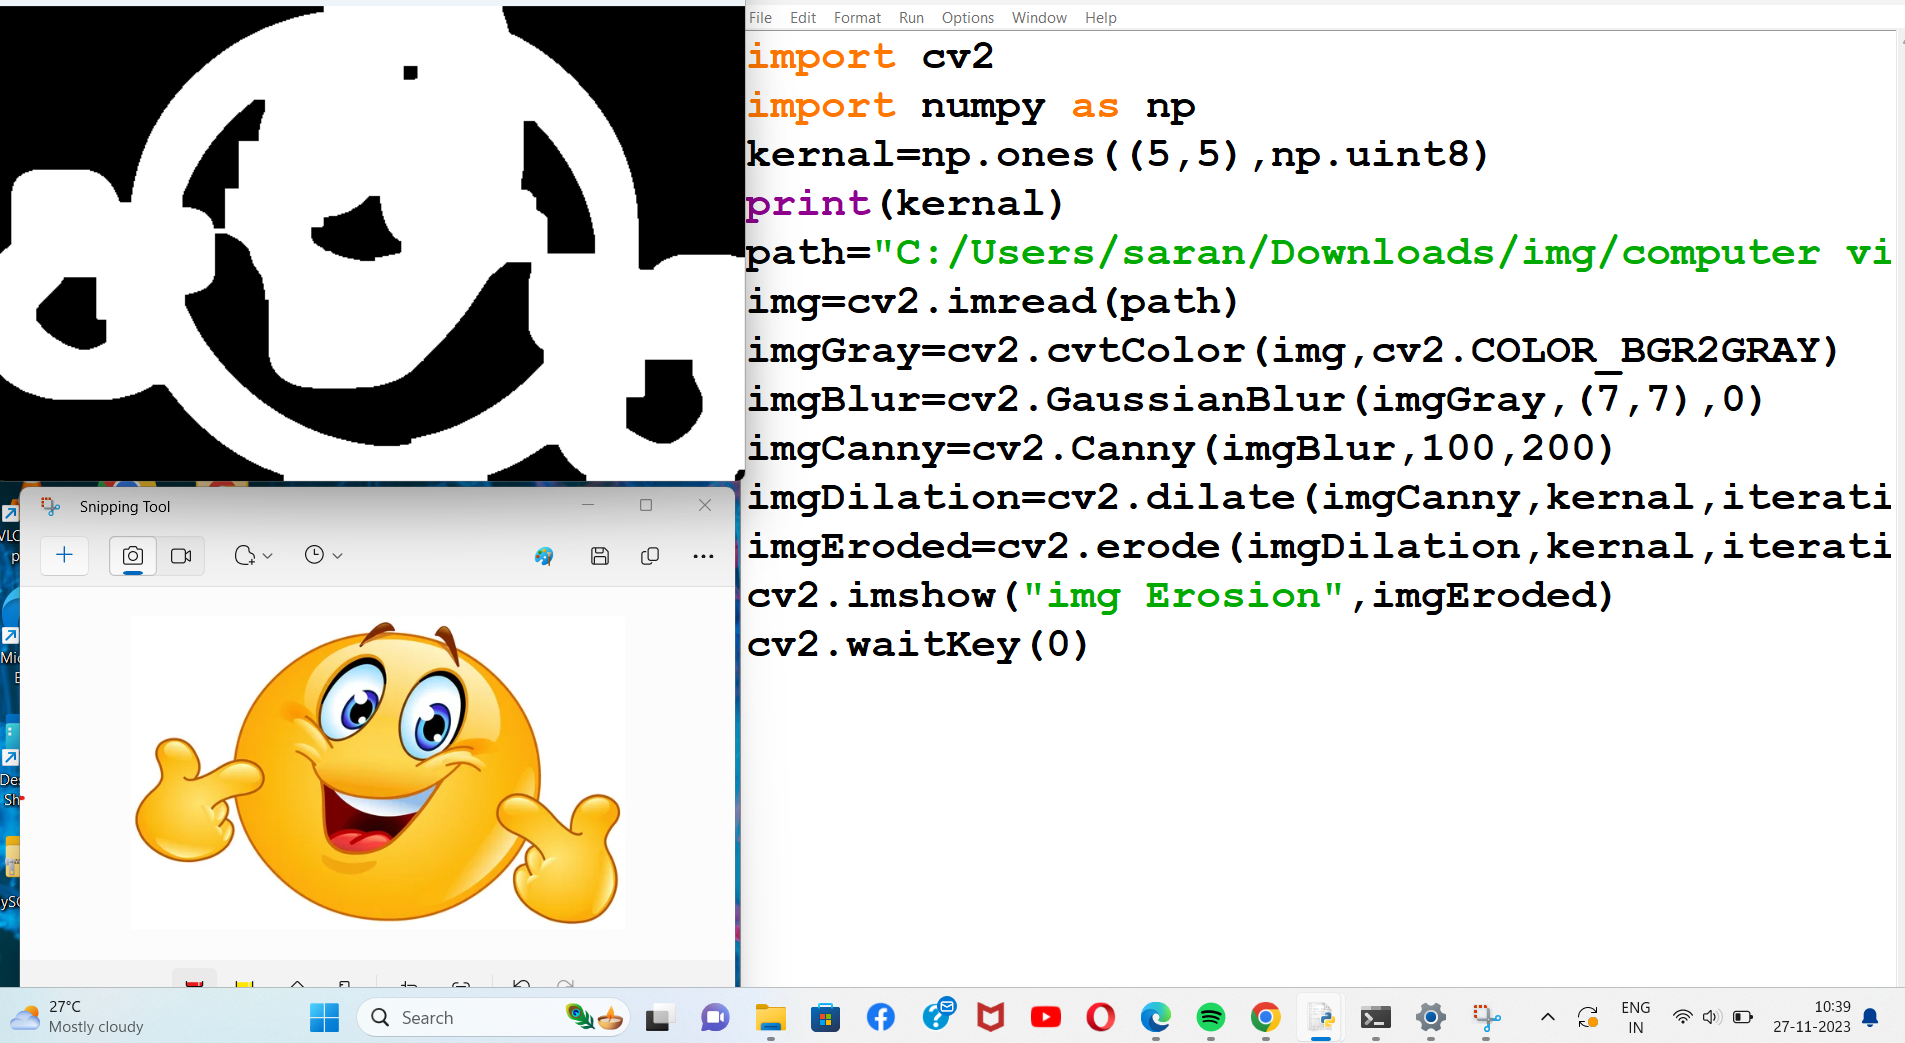 File Edit Format Run Options Window Help
import cv2
import numpy as np
kernal=np.ones((5,5),np.uint8)
print(kernal)
path="C:/Users/saran/Downloads/img/computer vi
img=cv2.imread(path)
imgGray=cv2.cvtColor(img,cv2.COLOR_BGR2GRAY)
imgBlur=cv2.GaussianBlur(imgGray,(7,7),0)
imgCanny=cv2.Canny(imgBlur,100,200)
imgDilation=cv2.dilate(imgCanny,kernal,iterati
imgEroded=cv2.erode(imgDilation,kernal,iterati
cv2.imshow("img Erosion",imgEroded)
cv2.waitKey(0)
Snipping Tool
VLC
p
Mic
E
Des
Sh
ySC
27°C
Mostly cloudy
Search
ENG
IN
10:39
27-11-2023